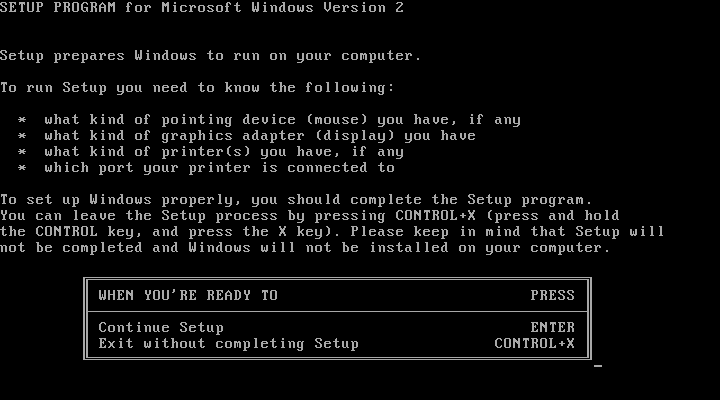 SETUP PROGRAM for Microsoft Windows Version 2
Setup prepares Windows to run on your computer.
To run Setup you need to know the following:
* what kind of pointing device (mouse) you have, if any
* what kind of graphics adapter (display) you have
* what kind of printer(s) you have, if any
* which port your printer is connected to
To set up Windows properly, you should complete the Setup program.
You can leave the Setup process by pressing CONTROL+X (press and hold
the CONTROL key, and press the X key). Please keep in mind that Setup will
not be completed and Windows will not be installed on your computer.
WHEN YOU'RE READY TO PRESS
Continue Setup ENTER
Exit without completing Setup CONTROL+X